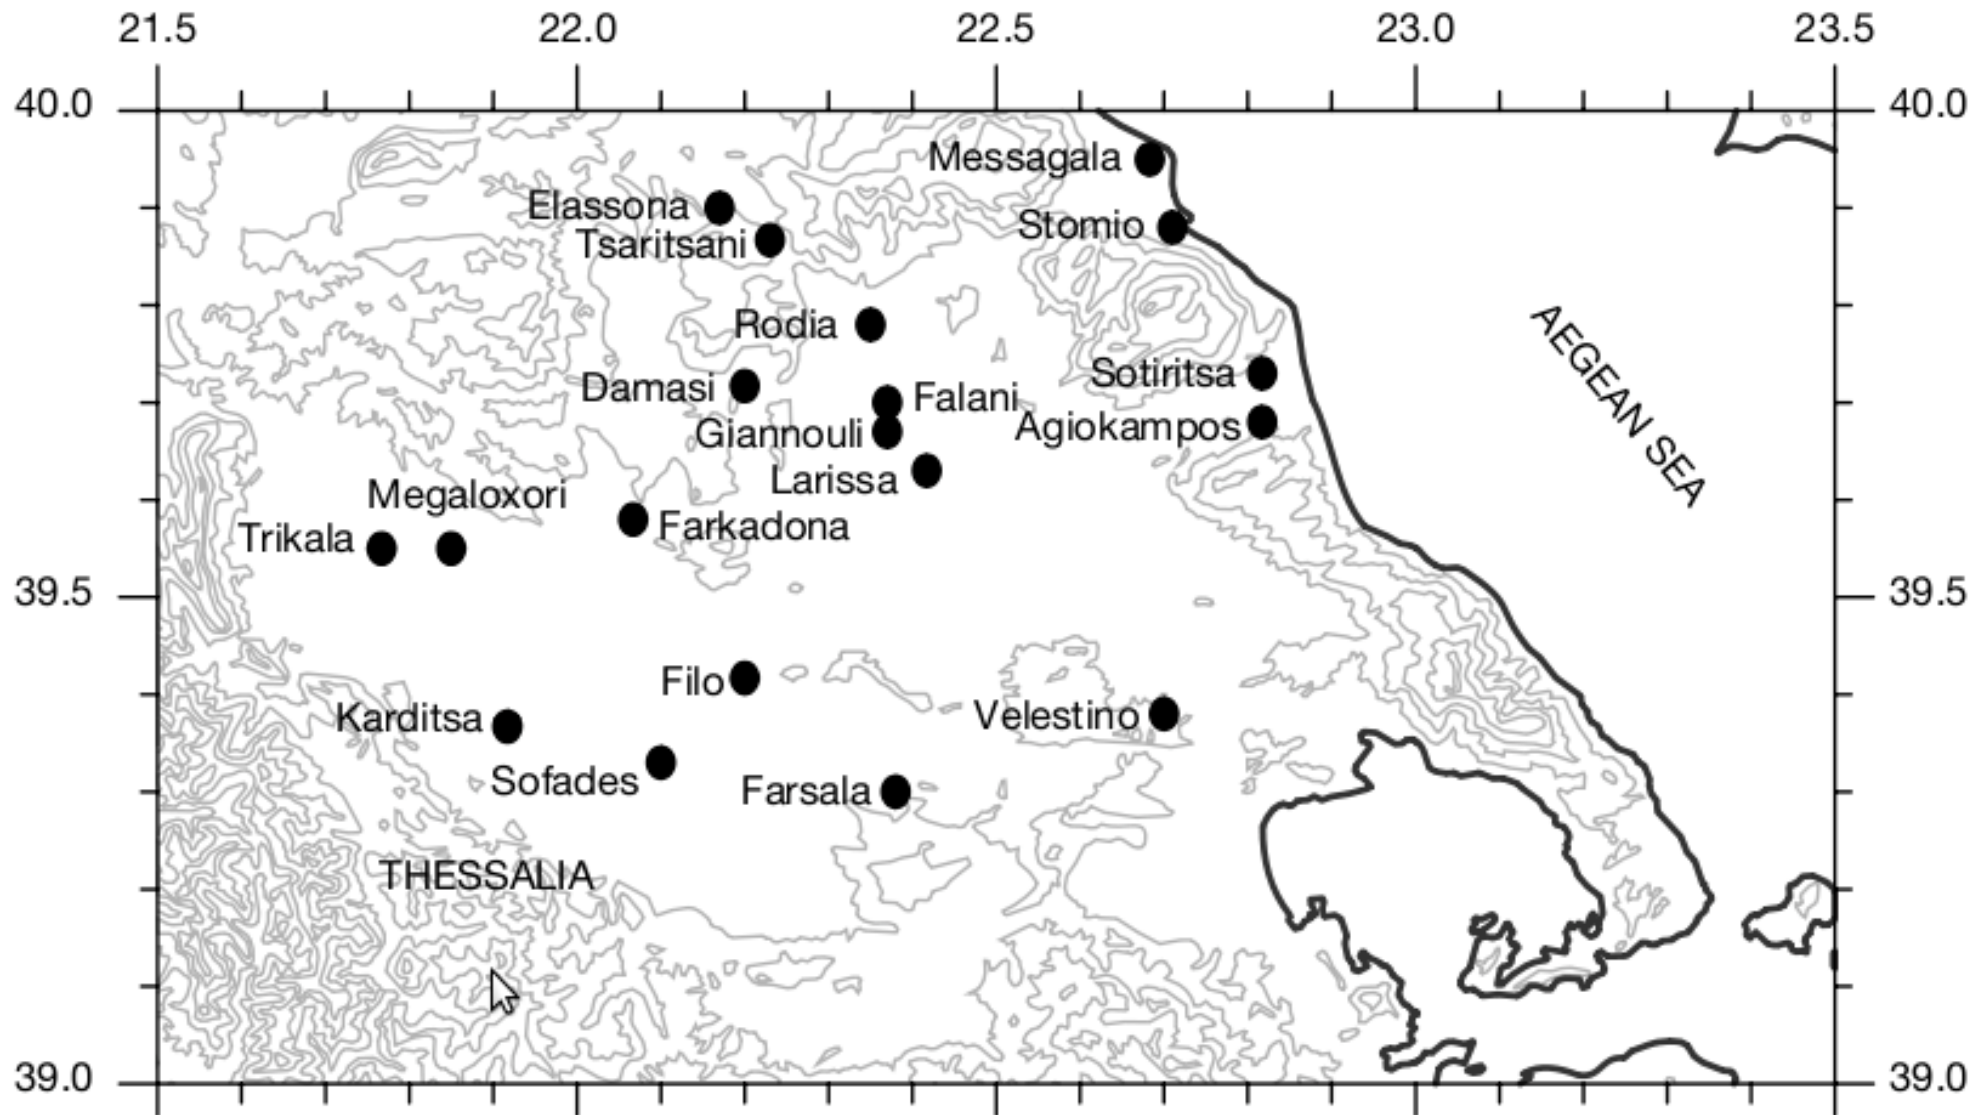 21.5 22.0 22.5 23.0 23.5
40.0 40.0
Messagala
Elassona
Stomio
Tsaritsani
Rodia
AEGEAN SEA
Sotiritsa
Damasi
Falani
Agiokampos
Giannouli
Larissa
Megaloxori
Farkadona
Trikala
39.5 39.5
Filo
Karditsa
Velestino
Sofades
Farsala
THESSALIA
39.0 39.0